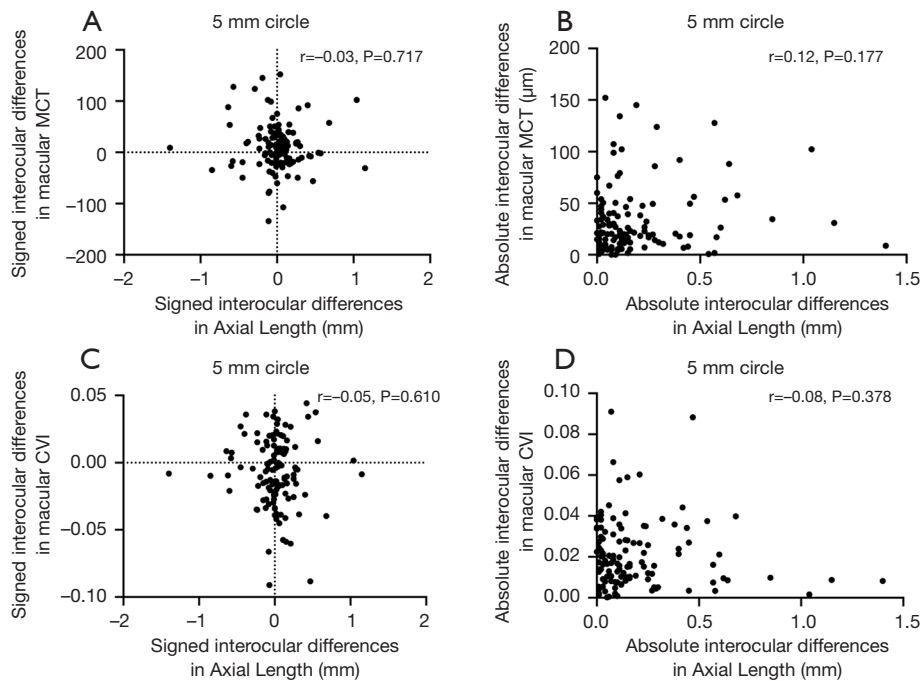 A
5 mm circle
r=–0.03, P=0.717
Signed interocular differences
in macular MCT
200
100
0
–100
–200
–2
–1
0
1
2
Signed interocular differences
in Axial Length (mm)
B
5 mm circle
r=0.12, P=0.177
Absolute interocular differences
in macular MCT (μm)
200
150
100
50
0
0.0
0.5
1.0
1.5
Absolute interocular differences
in Axial Length (mm)
C
5 mm circle
r=–0.05, P=0.610
Signed interocular differences
in macular CVI
0.05
0.00
–0.05
–0.10
–2
–1
0
1
2
Signed interocular differences
in Axial Length (mm)
D
5 mm circle
r=–0.08, P=0.378
Absolute interocular differences
in macular CVI
0.10
0.08
0.06
0.04
0.02
0.00
0.0
0.5
1.0
1.5
Absolute interocular differences
in Axial Length (mm)